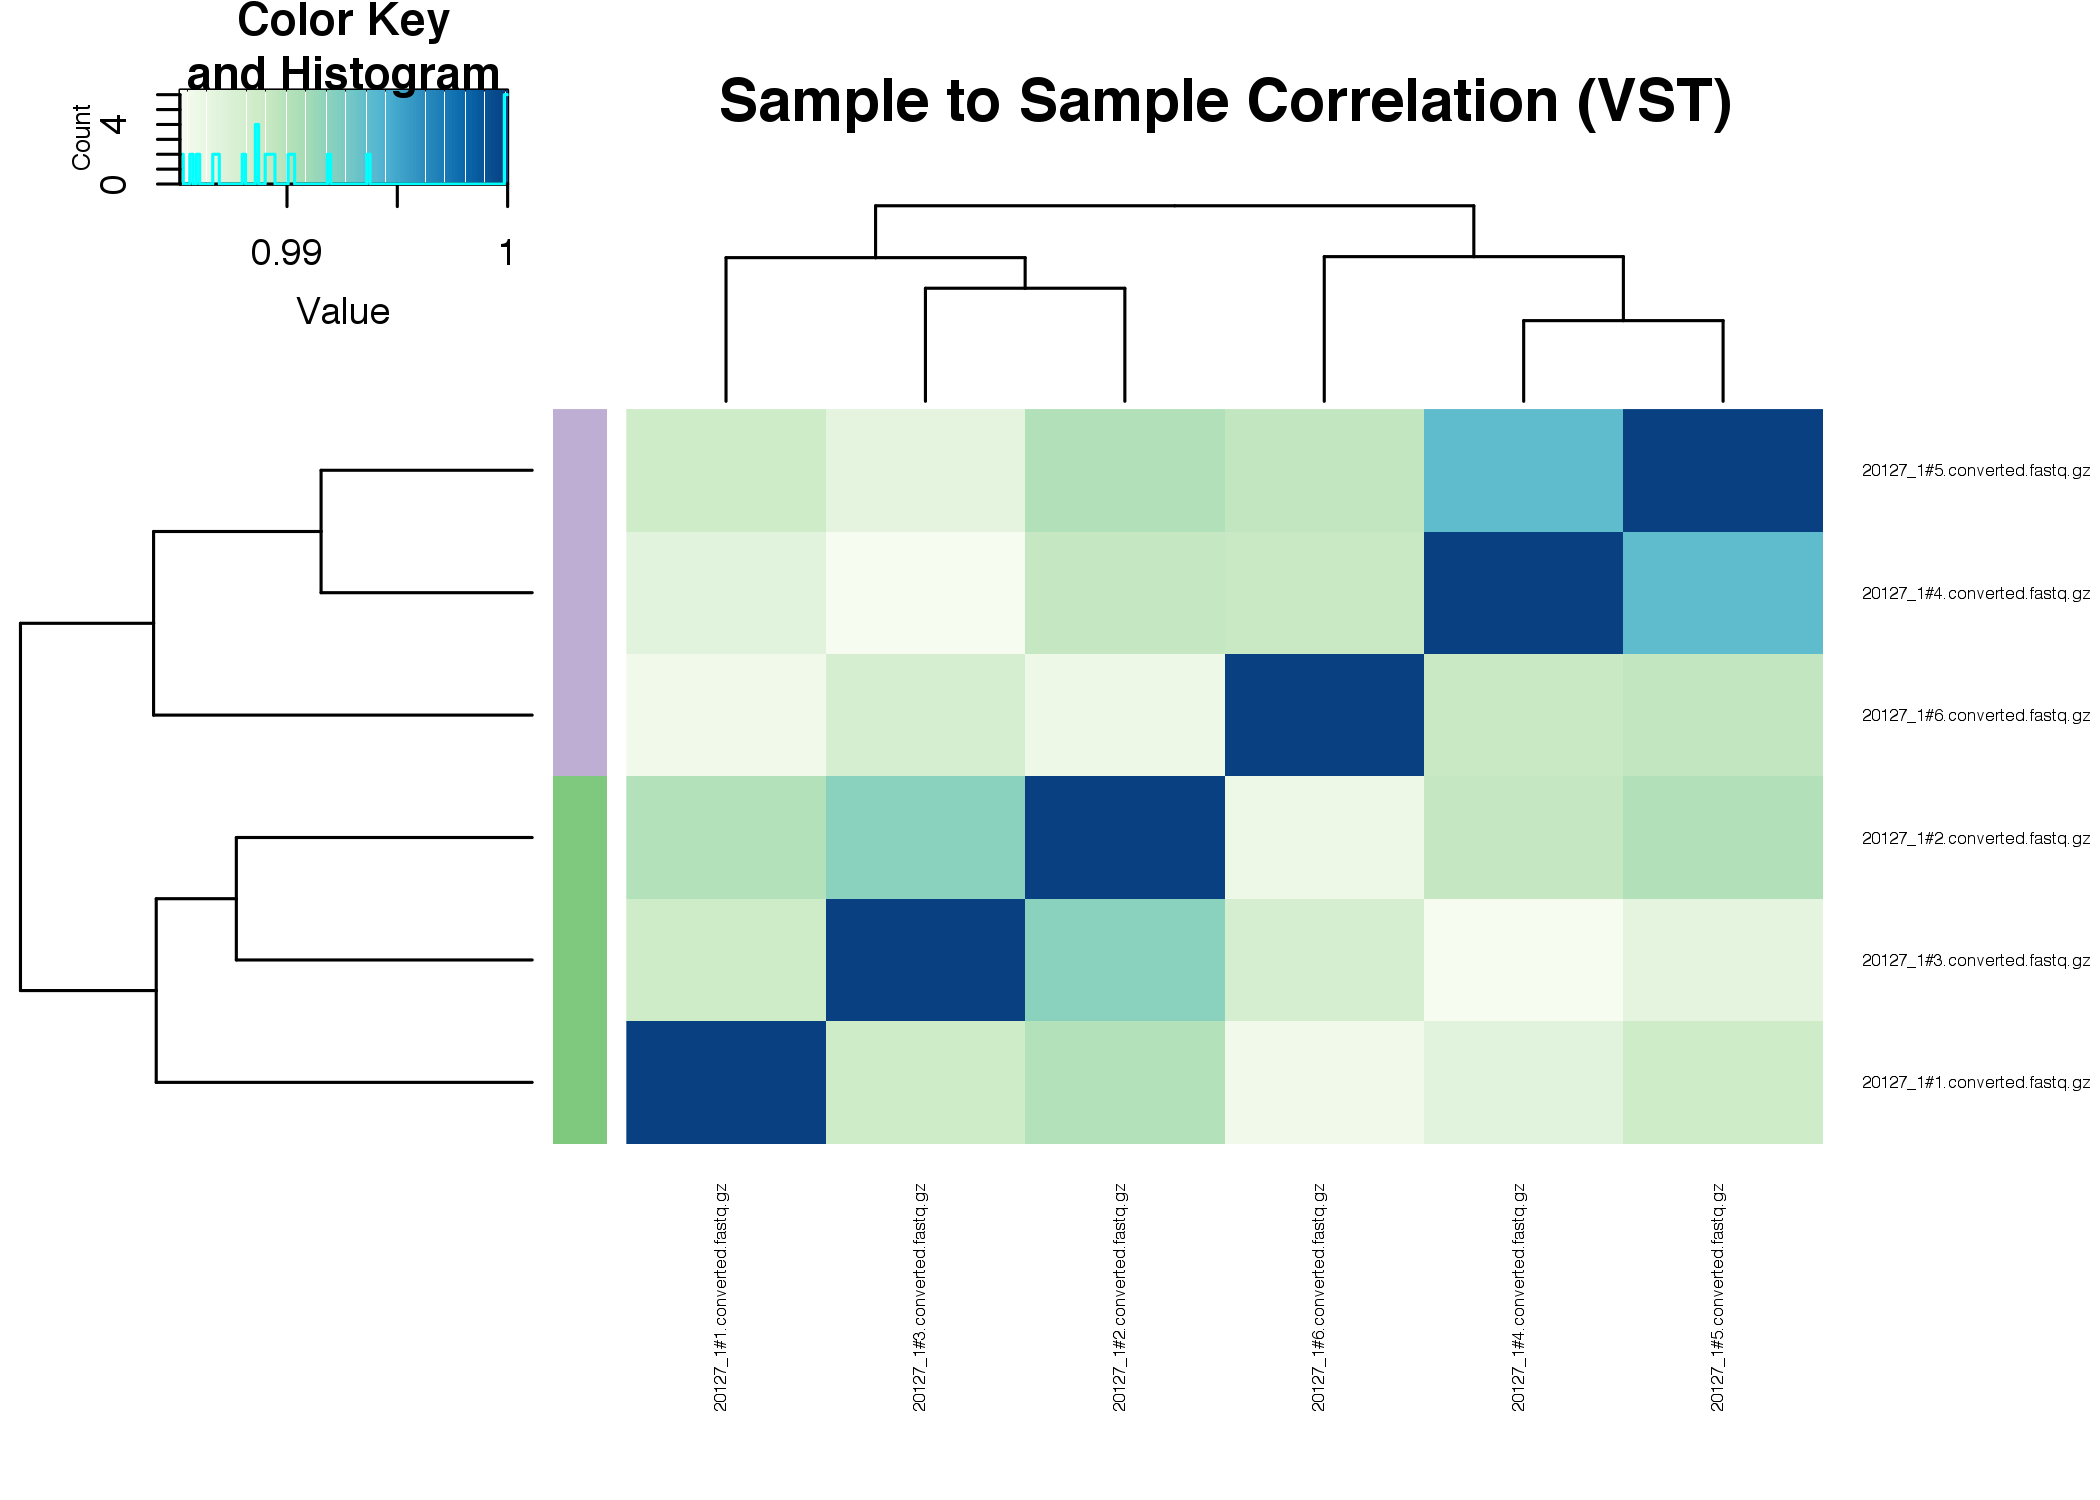 Color Key
and Histogram
Count
0 4
0.99 1
Value
Sample to Sample Correlation (VST)
20127_1#5.converted.fastq.gz
20127_1#4.converted.fastq.gz
20127_1#6.converted.fastq.gz
20127_1#2.converted.fastq.gz
20127_1#3.converted.fastq.gz
20127_1#1.converted.fastq.gz
20127_1#1.converted.fastq.gz
20127_1#3.converted.fastq.gz
20127_1#2.converted.fastq.gz
20127_1#6.converted.fastq.gz
20127_1#4.converted.fastq.gz
20127_1#5.converted.fastq.gz